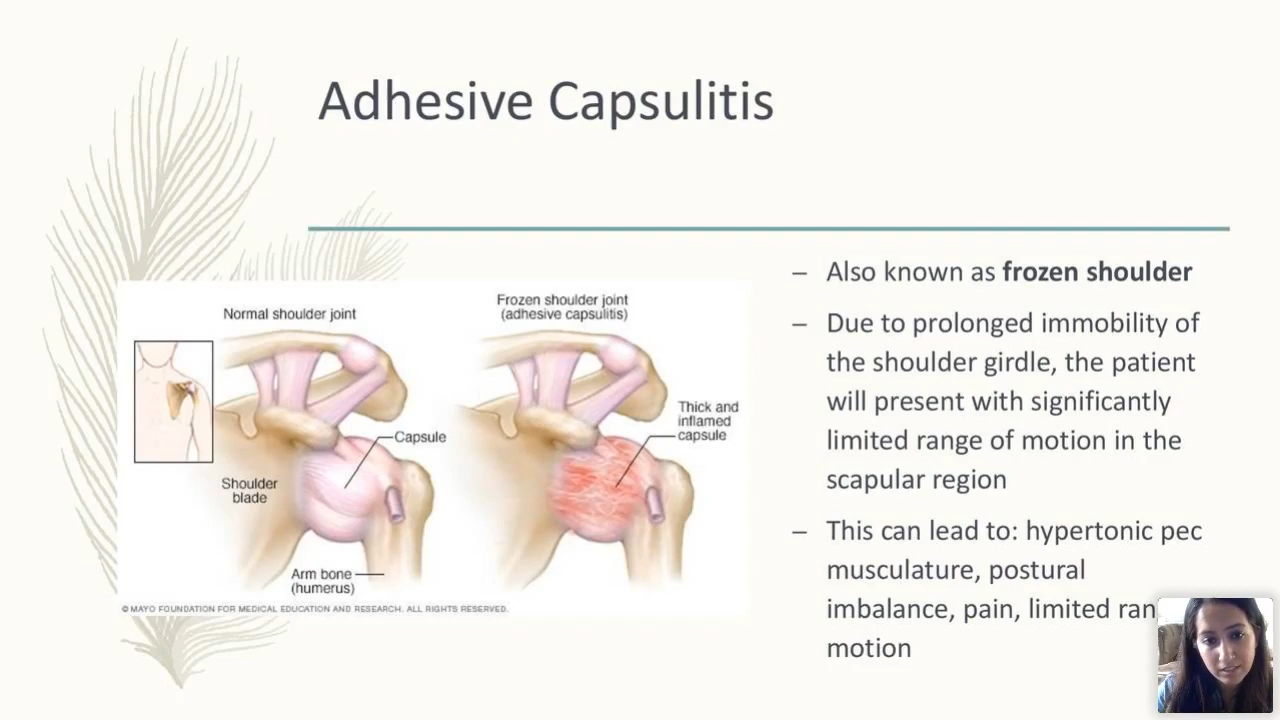 Adhesive Capsulitis
Normal shoulder joint
Frozen shoulder joint
(adhesive capsulitis)
Capsule
Thick and
inflamed
capsule
Shoulder
blade
Arm bone
(humerus)
© MAYO FOUNDATION FOR MEDICAL EDUCATION AND RESEARCH. ALL RIGHTS RESERVED.
– Also known as frozen shoulder
– Due to prolonged immobility of
the shoulder girdle, the patient
will present with significantly
limited range of motion in the
scapular region
– This can lead to: hypertonic pec
musculature, postural
imbalance, pain, limited
motion